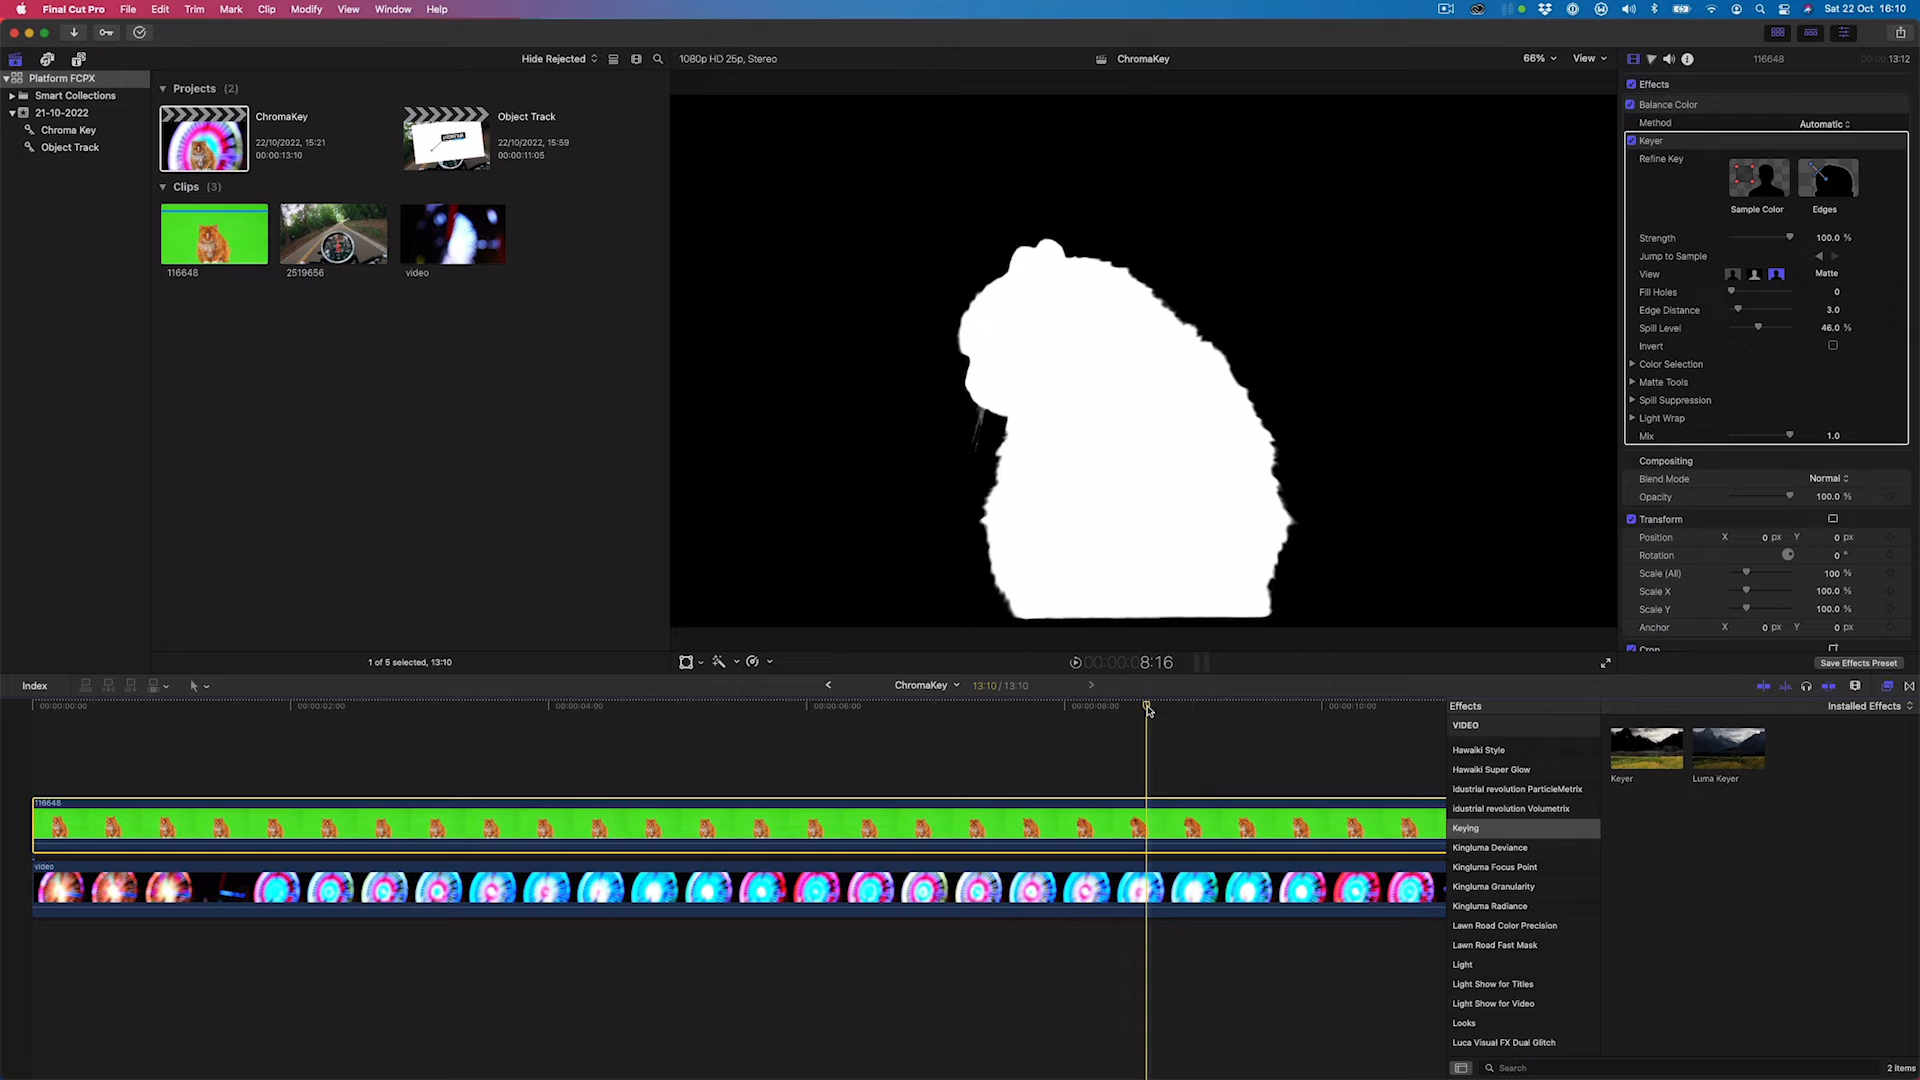 Final Cut Pro File Edit Trim Mark Clip Modify View Window Help Sat 22 Oct 16:10
Hide Rejected 1080p HD 25p, Stereo ChromaKey 66% View 116648 00:00:00:13:12
Platform FCPX
Smart Collections
21-10-2022
Chroma Key
Object Track
Projects (2)
ChromaKey
22/10/2022, 15:21
00:00:13:10
Object Track
22/10/2022, 15:59
00:00:11:05
Clips (3)
116648
2519656
video
1 of 5 selected, 13:10
00:00:00:08:16
Effects
Balance Color
Method Automatic
Keyer
Refine Key
Sample Color Edges
Strength 100.0 %
Jump to Sample
View Matte
Fill Holes 0
Edge Distance 3.0
Spill Level 46.0 %
Invert
Color Selection
Matte Tools
Spill Suppression
Light Wrap
Mix 1.0
Compositing
Blend Mode Normal
Opacity 100.0 %
Transform
Position X 0 px Y 0 px
Rotation 0 °
Scale (All) 100 %
Scale X 100.0 %
Scale Y 100.0 %
Anchor X 0 px Y 0 px
Crop
Save Effects Preset
Index ChromaKey 13:10 / 13:10
00:00:00:00 00:00:02:00 00:00:04:00 00:00:06:00 00:00:08:00 00:00:10:00
116648
video
Effects Installed Effects
VIDEO
Hawaiki Style
Hawaiki Super Glow
idustrial revolution ParticleMetrix
idustrial revolution Volumetrix
Keying
Kingluma Deviance
Kingluma Focus Point
Kingluma Granularity
Kingluma Radiance
Lawn Road Color Precision
Lawn Road Fast Mask
Light
Light Show for Titles
Light Show for Video
Looks
Luca Visual FX Dual Glitch
Keyer Luma Keyer
Search 2 items